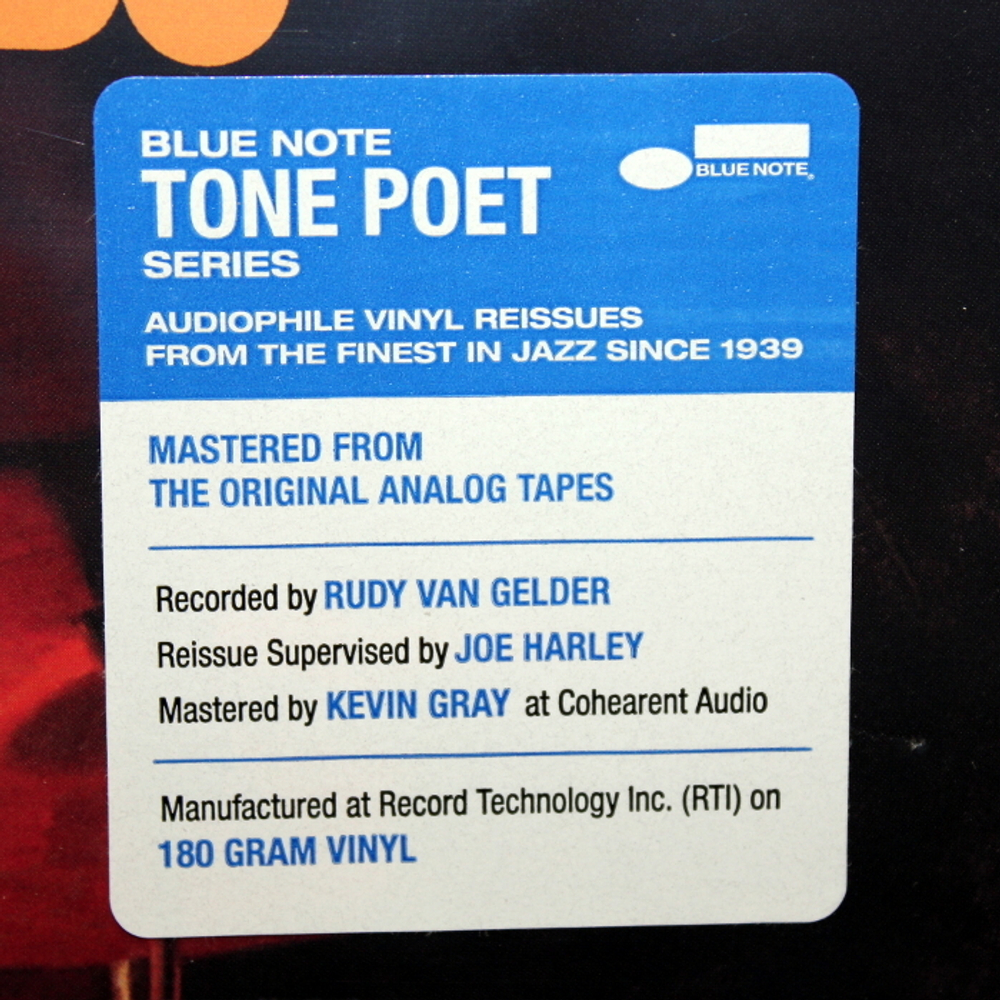 BLUE NOTE
TONE POET
SERIES
BLUE NOTE®
AUDIOPHILE VINYL REISSUES
FROM THE FINEST IN JAZZ SINCE 1939
MASTERED FROM
THE ORIGINAL ANALOG TAPES
Recorded by RUDY VAN GELDER
Reissue Supervised by JOE HARLEY
Mastered by KEVIN GRAY at Cohearent Audio
Manufactured at Record Technology Inc. (RTI) on
180 GRAM VINYL